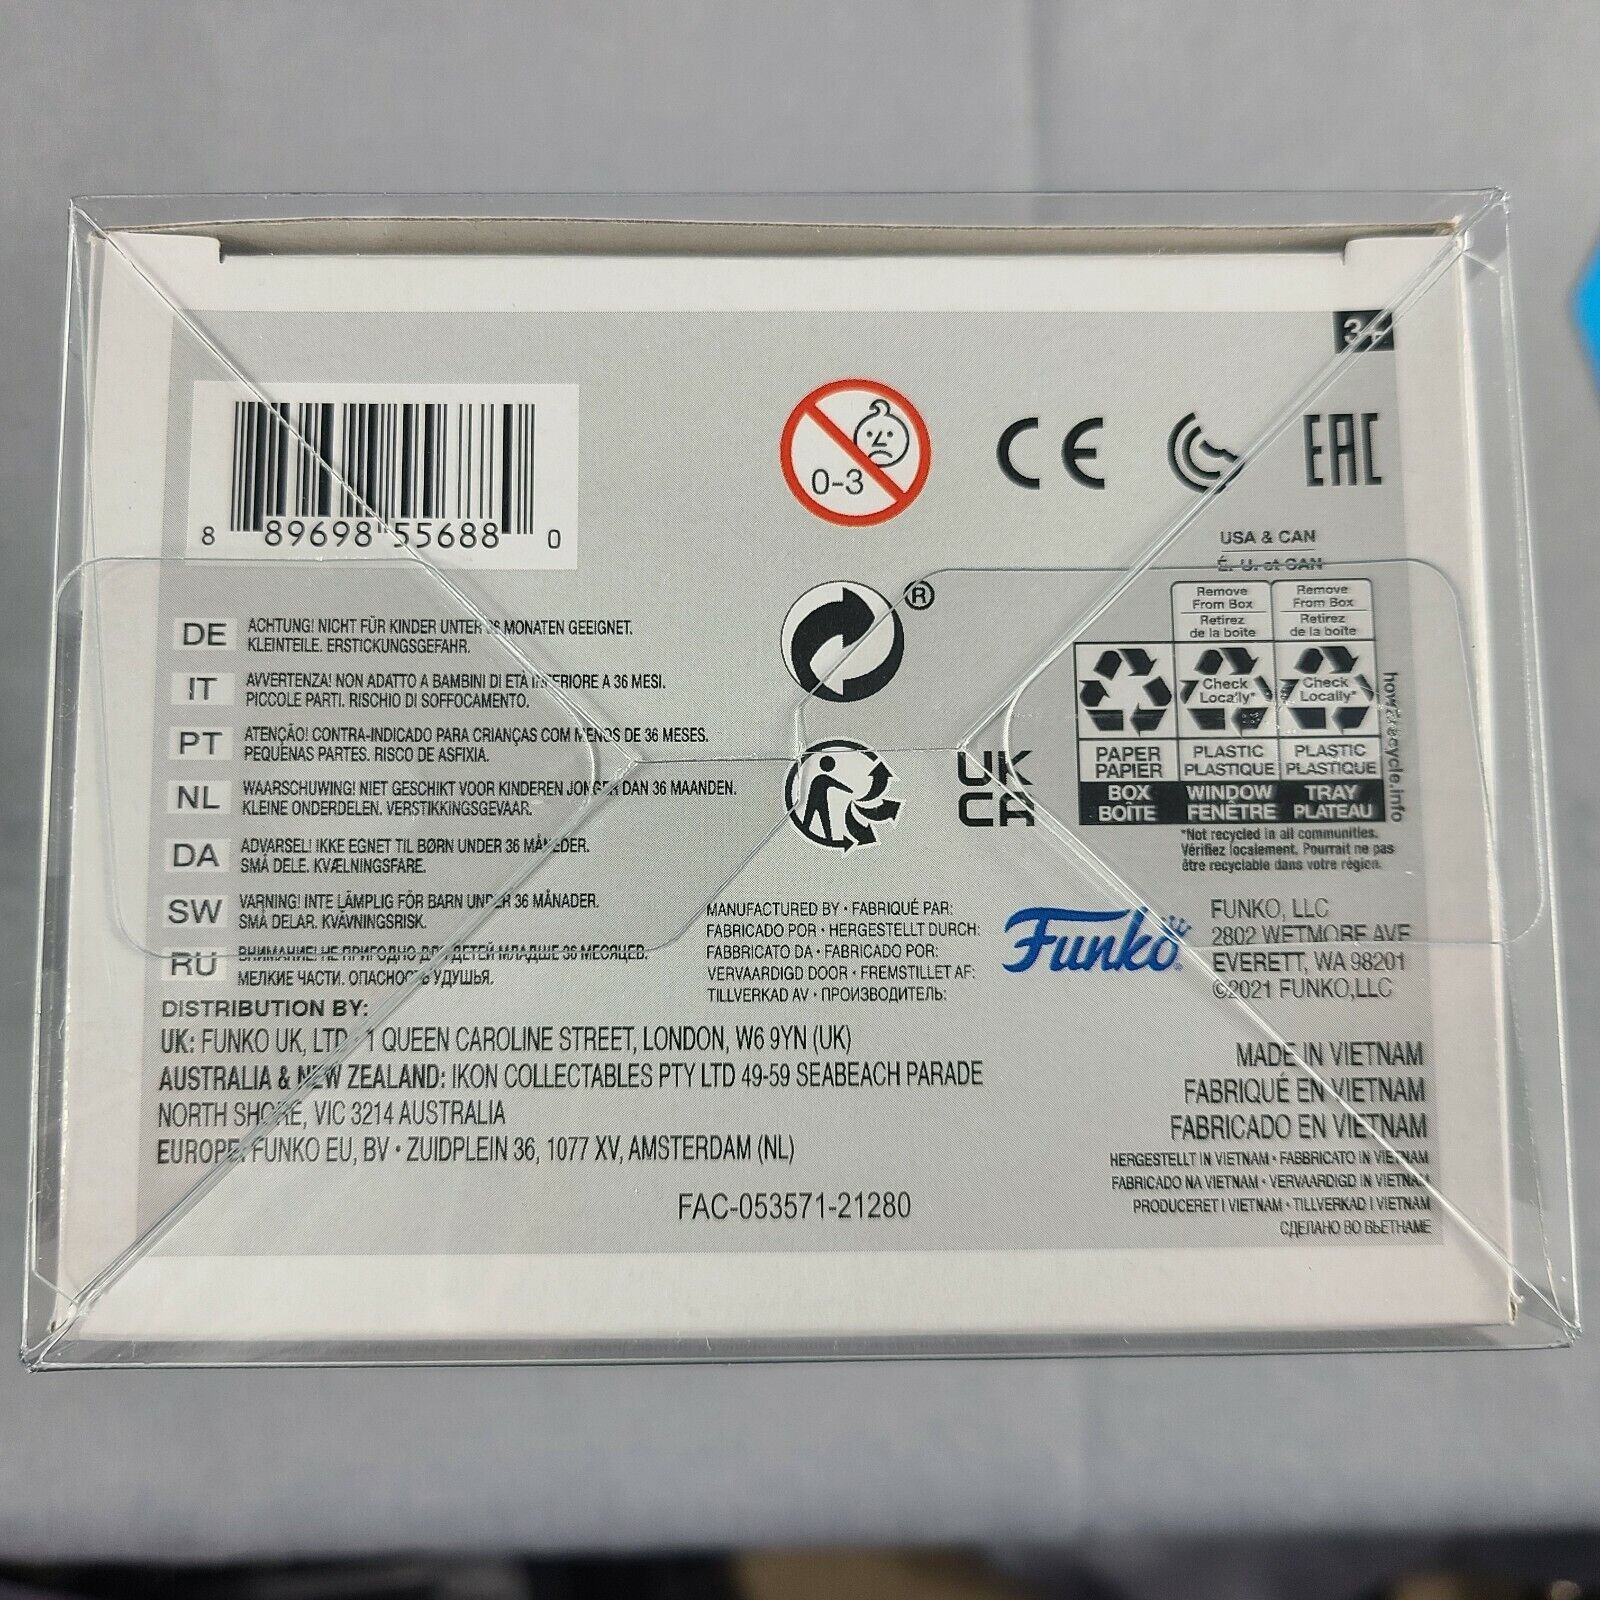 3+
8 89698 55688 0
0-3
CE
EAC
USA & CAN
É. U. et CAN
Remove From Box
Retirez de la boîte
Remove From Box
Retirez de la boîte
Check Locally*
Check Locally*
PAPER PAPIER
PLASTIC PLASTIQUE
PLASTIC PLASTIQUE
BOX BOÎTE
WINDOW FENÊTRE
TRAY PLATEAU
how2recycle.info
*Not recycled in all communities.
Vérifiez localement. Pourrait ne pas
être recyclable dans votre région.
®
UK
CA
DE ACHTUNG! NICHT FÜR KINDER UNTER 36 MONATEN GEEIGNET.
KLEINTEILE. ERSTICKUNGSGEFAHR.
IT AVVERTENZA! NON ADATTO A BAMBINI DI ETÀ INFERIORE A 36 MESI.
PICCOLE PARTI. RISCHIO DI SOFFOCAMENTO.
PT ATENÇÃO! CONTRA-INDICADO PARA CRIANÇAS COM MENOS DE 36 MESES.
PEQUENAS PARTES. RISCO DE ASFIXIA.
NL WAARSCHUWING! NIET GESCHIKT VOOR KINDEREN JONGER DAN 36 MAANDEN.
KLEINE ONDERDELEN. VERSTIKKINGSGEVAAR.
DA ADVARSEL! IKKE EGNET TIL BØRN UNDER 36 MÅNEDER.
SMÅ DELE. KVÆLNINGSFARE.
SW VARNING! INTE LÄMPLIG FÖR BARN UNDER 36 MÅNADER.
SMÅ DELAR. KVÄVNINGSRISK.
RU ВНИМАНИЕ! НЕ ПРИГОДНО ДЛЯ ДЕТЕЙ МЛАДШЕ 36 МЕСЯЦЕВ.
МЕЛКИЕ ЧАСТИ. ОПАСНОСТЬ УДУШЬЯ.
MANUFACTURED BY • FABRIQUÉ PAR:
FABRICADO POR • HERGESTELLT DURCH:
FABBRICATO DA • FABRICADO POR:
VERVAARDIGD DOOR • FREMSTILLET AF:
TILLVERKAD AV • ПРОИЗВОДИТЕЛЬ:
Funko
FUNKO, LLC
2802 WETMORE AVE
EVERETT, WA 98201
©2021 FUNKO,LLC
DISTRIBUTION BY:
UK: FUNKO UK, LTD • 1 QUEEN CAROLINE STREET, LONDON, W6 9YN (UK)
AUSTRALIA & NEW ZEALAND: IKON COLLECTABLES PTY LTD 49-59 SEABEACH PARADE
NORTH SHORE, VIC 3214 AUSTRALIA
EUROPE: FUNKO EU, BV • ZUIDPLEIN 36, 1077 XV, AMSTERDAM (NL)
FAC-053571-21280
MADE IN VIETNAM
FABRIQUÉ EN VIETNAM
FABRICADO EN VIETNAM
HERGESTELLT IN VIETNAM • FABBRICATO IN VIETNAM
FABRICADO NA VIETNAM • VERVAARDIGD IN VIETNAM
PRODUCERET I VIETNAM • TILLVERKAD I VIETNAM
СДЕЛАНО ВО ВЬЕТНАМЕ